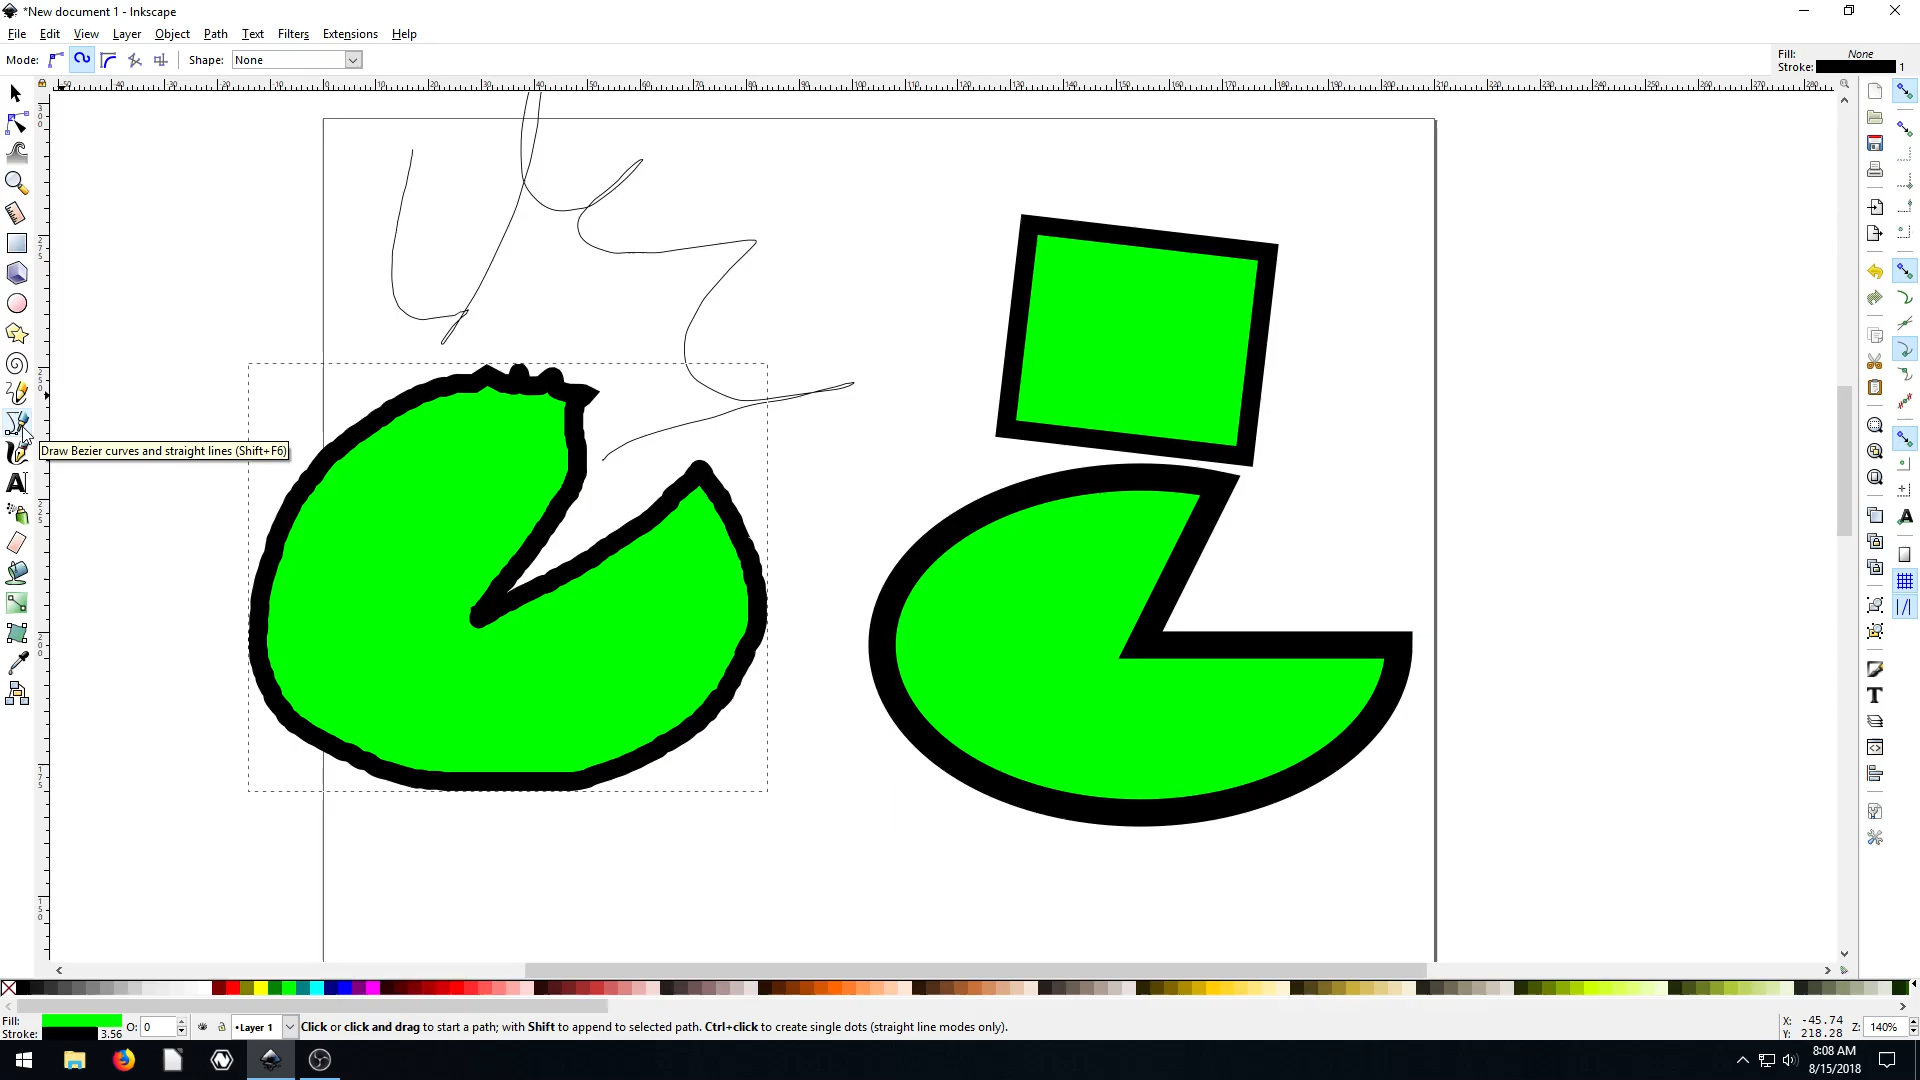 *New document 1 - Inkscape
File Edit View Layer Object Path Text Filters Extensions Help
Mode: Shape: None
Fill: None
Stroke: 1
Draw Bezier curves and straight lines (Shift+F6)
Fill:
Stroke: 3.56 O: 0 •Layer 1 Click or click and drag to start a path; with Shift to append to selected path. Ctrl+click to create single dots (straight line modes only).
X: -45.74
Y: 218.28 Z: 140%
8:08 AM
8/15/2018